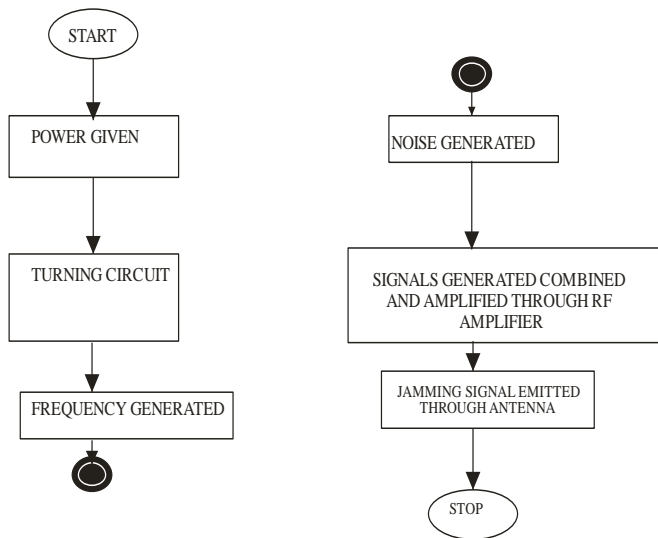 START
POWER GIVEN
TURNING CIRCUIT
FREQUENCY GENERATED
NOISE GENERATED
SIGNALS GENERATED COMBINED
AND AMPLIFIED THROUGH RF
AMPLIFIER
JAMMING SIGNAL EMITTED
THROUGH ANTENNA
STOP